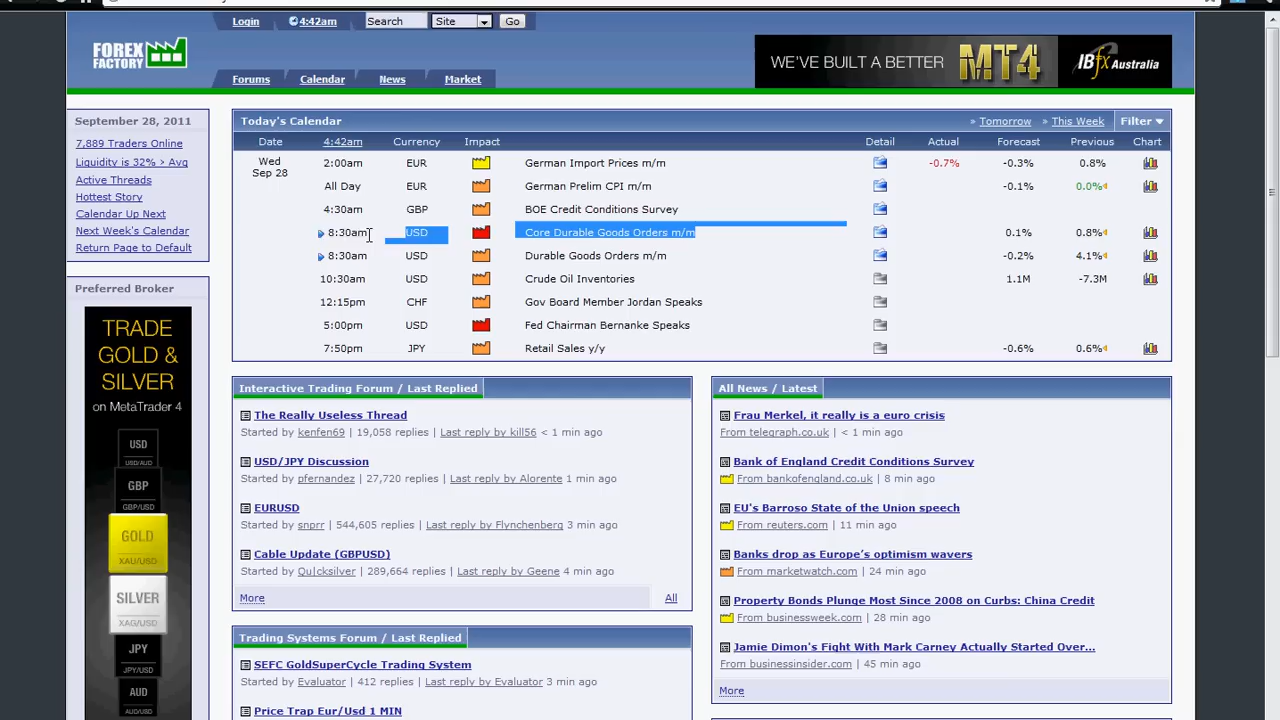 Login 4:42am Search Site Go
FOREX
FACTORY
Forums Calendar News Market
WE'VE BUILT A BETTER MT4 IBfx Australia
September 28, 2011
7,889 Traders Online
Liquidity is 32% > Avg
Active Threads
Hottest Story
Calendar Up Next
Next Week's Calendar
Return Page to Default
Preferred Broker
TRADE
GOLD &
SILVER
on MetaTrader 4
USD
USD/AUD
GBP
GBP/USD
GOLD
XAU/USD
SILVER
XAG/USD
JPY
JPY/USD
AUD
AUD/USD
Today's Calendar » Tomorrow » This Week Filter
Date 4:42am Currency Impact Detail Actual Forecast Previous Chart
Wed
Sep 28
2:00am EUR German Import Prices m/m -0.7% -0.3% 0.8%
All Day EUR German Prelim CPI m/m -0.1% 0.0%
4:30am GBP BOE Credit Conditions Survey
8:30am USD Core Durable Goods Orders m/m 0.1% 0.8%
8:30am USD Durable Goods Orders m/m -0.2% 4.1%
10:30am USD Crude Oil Inventories 1.1M -7.3M
12:15pm CHF Gov Board Member Jordan Speaks
5:00pm USD Fed Chairman Bernanke Speaks
7:50pm JPY Retail Sales y/y -0.6% 0.6%
Interactive Trading Forum / Last Replied
The Really Useless Thread
Started by kenfen69 | 19,058 replies | Last reply by kill56 < 1 min ago
USD/JPY Discussion
Started by pfernandez | 27,720 replies | Last reply by Alorente 1 min ago
EURUSD
Started by snprr | 544,605 replies | Last reply by Flynchenberg 3 min ago
Cable Update (GBPUSD)
Started by Qu|cksilver | 289,664 replies | Last reply by Geene 4 min ago
More All
Trading Systems Forum / Last Replied
SEFC GoldSuperCycle Trading System
Started by Evaluator | 412 replies | Last reply by Evaluator 3 min ago
Price Trap Eur/Usd 1 MIN
All News / Latest
Frau Merkel, it really is a euro crisis
From telegraph.co.uk | < 1 min ago
Bank of England Credit Conditions Survey
From bankofengland.co.uk | 8 min ago
EU's Barroso State of the Union speech
From reuters.com | 11 min ago
Banks drop as Europe's optimism wavers
From marketwatch.com | 24 min ago
Property Bonds Plunge Most Since 2008 on Curbs: China Credit
From businessweek.com | 28 min ago
Jamie Dimon's Fight With Mark Carney Actually Started Over...
From businessinsider.com | 45 min ago
More